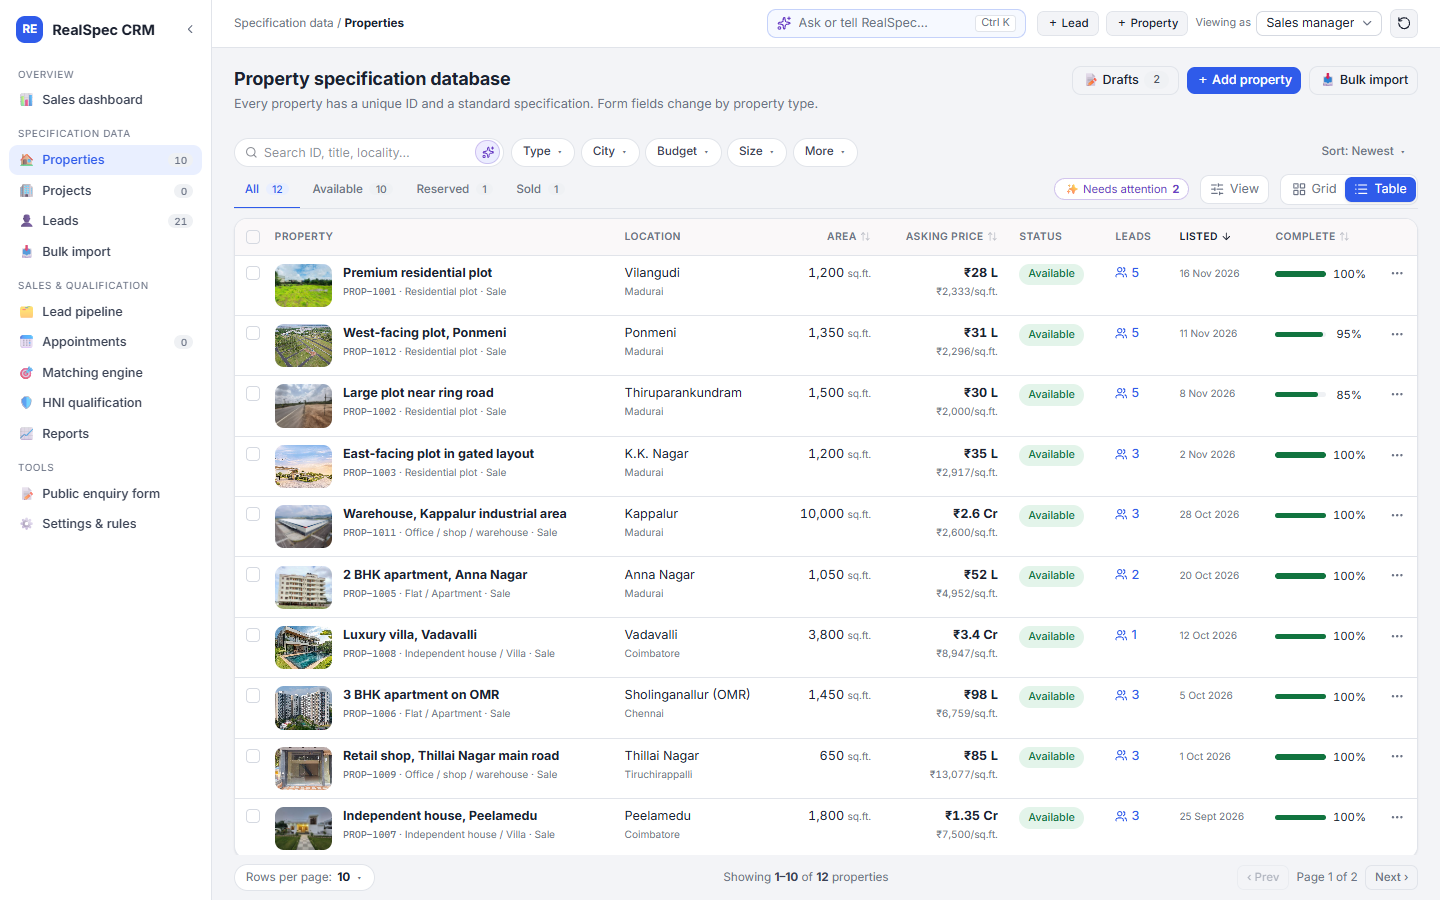 RE RealSpec CRM
OVERVIEW
Sales dashboard
SPECIFICATION DATA
Properties 10
Projects 0
Leads 21
Bulk import
SALES & QUALIFICATION
Lead pipeline
Appointments 0
Matching engine
HNI qualification
Reports
TOOLS
Public enquiry form
Settings & rules
Specification data / Properties
Ask or tell RealSpec... Ctrl K
+ Lead
+ Property
Viewing as Sales manager
Property specification database
Every property has a unique ID and a standard specification. Form fields change by property type.
Drafts 2
+ Add property
Bulk import
Search ID, title, locality...
Type
City
Budget
Size
More
Sort: Newest
All 12
Available 10
Reserved 1
Sold 1
Needs attention 2
View
Grid
Table
PROPERTY LOCATION AREA ASKING PRICE STATUS LEADS LISTED COMPLETE
Premium residential plot Vilangudi 1,200 sq.ft. ₹28 L Available 5 16 Nov 2026 100%
PROP-1001 · Residential plot · Sale Madurai ₹2,333/sq.ft.
West-facing plot, Ponmeni Ponmeni 1,350 sq.ft. ₹31 L Available 5 11 Nov 2026 95%
PROP-1012 · Residential plot · Sale Madurai ₹2,296/sq.ft.
Large plot near ring road Thiruparankundram 1,500 sq.ft. ₹30 L Available 5 8 Nov 2026 85%
PROP-1002 · Residential plot · Sale Madurai ₹2,000/sq.ft.
East-facing plot in gated layout K.K. Nagar 1,200 sq.ft. ₹35 L Available 3 2 Nov 2026 100%
PROP-1003 · Residential plot · Sale Madurai ₹2,917/sq.ft.
Warehouse, Kappalur industrial area Kappalur 10,000 sq.ft. ₹2.6 Cr Available 3 28 Oct 2026 100%
PROP-1011 · Office / shop / warehouse · Sale Madurai ₹2,600/sq.ft.
2 BHK apartment, Anna Nagar Anna Nagar 1,050 sq.ft. ₹52 L Available 2 20 Oct 2026 100%
PROP-1005 · Flat / Apartment · Sale Madurai ₹4,952/sq.ft.
Luxury villa, Vadavalli Vadavalli 3,800 sq.ft. ₹3.4 Cr Available 1 12 Oct 2026 100%
PROP-1008 · Independent house / Villa · Sale Coimbatore ₹8,947/sq.ft.
3 BHK apartment on OMR Sholinganallur (OMR) 1,450 sq.ft. ₹98 L Available 3 5 Oct 2026 100%
PROP-1006 · Flat / Apartment · Sale Chennai ₹6,759/sq.ft.
Retail shop, Thillai Nagar main road Thillai Nagar 650 sq.ft. ₹85 L Available 3 1 Oct 2026 100%
PROP-1009 · Office / shop / warehouse · Sale Tiruchirappalli ₹13,077/sq.ft.
Independent house, Peelamedu Peelamedu 1,800 sq.ft. ₹1.35 Cr Available 3 25 Sept 2026 100%
PROP-1007 · Independent house / Villa · Sale Coimbatore ₹7,500/sq.ft.
Rows per page: 10
Showing 1–10 of 12 properties
‹ Prev Page 1 of 2 Next ›